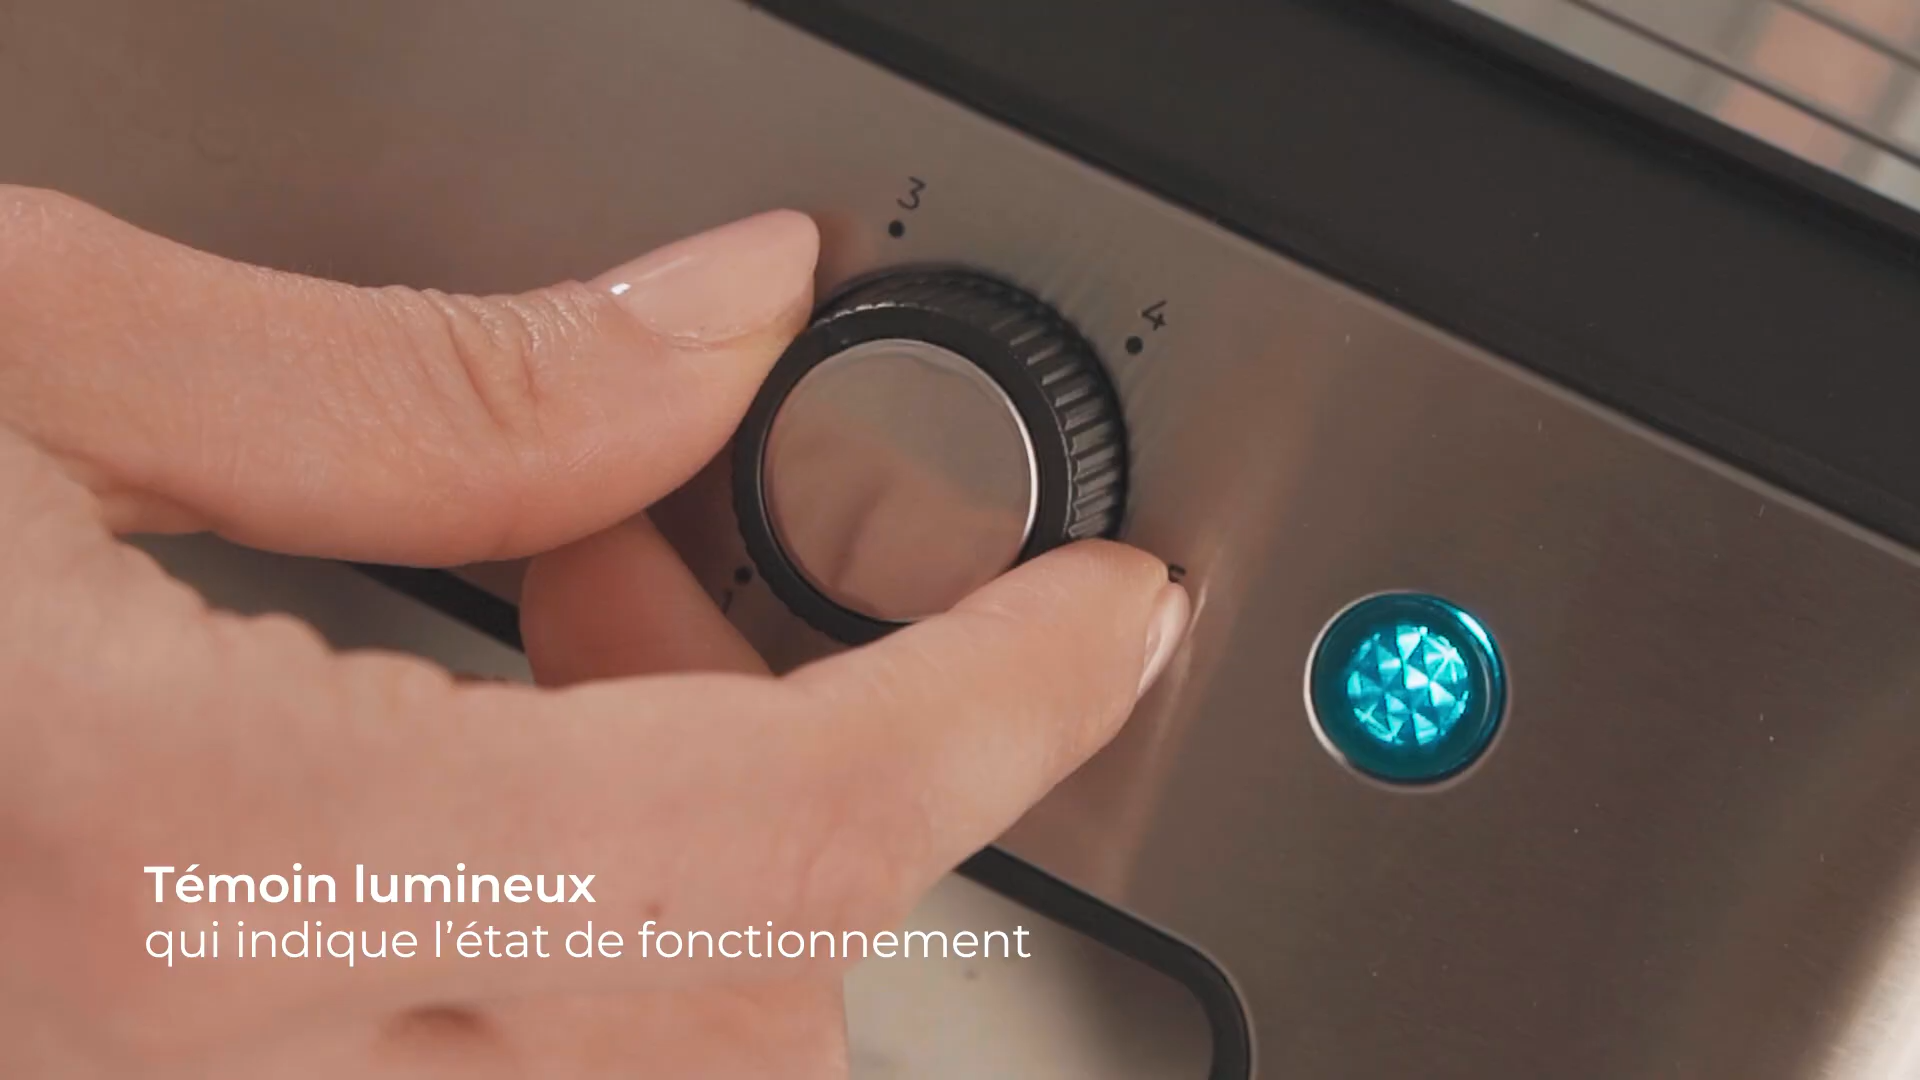 3
4
Témoin lumineux
qui indique l’état de fonctionnement